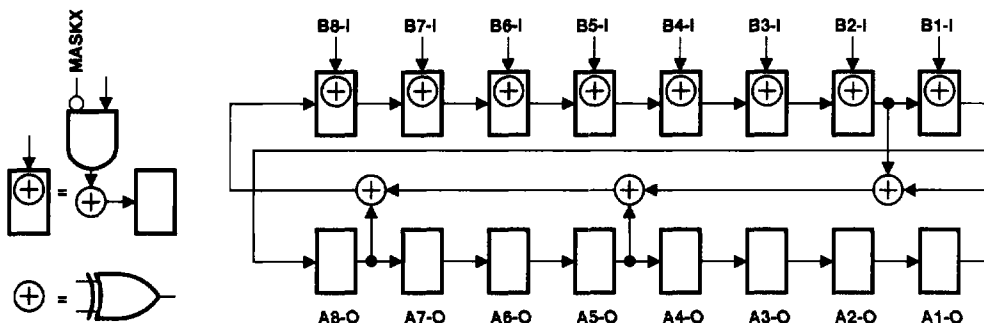 B8-I B7-I B6-I B5-I B4-I B3-I B2-I B1-I
MASKX
=
=
A8-O A7-O A6-O A5-O A4-O A3-O A2-O A1-O